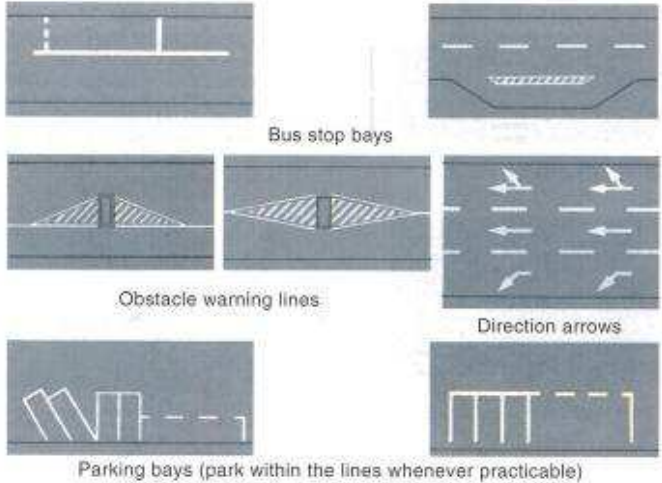 Bus stop bays
Obstacle warning lines
Direction arrows
Parking bays (park within the lines whenever practicable)